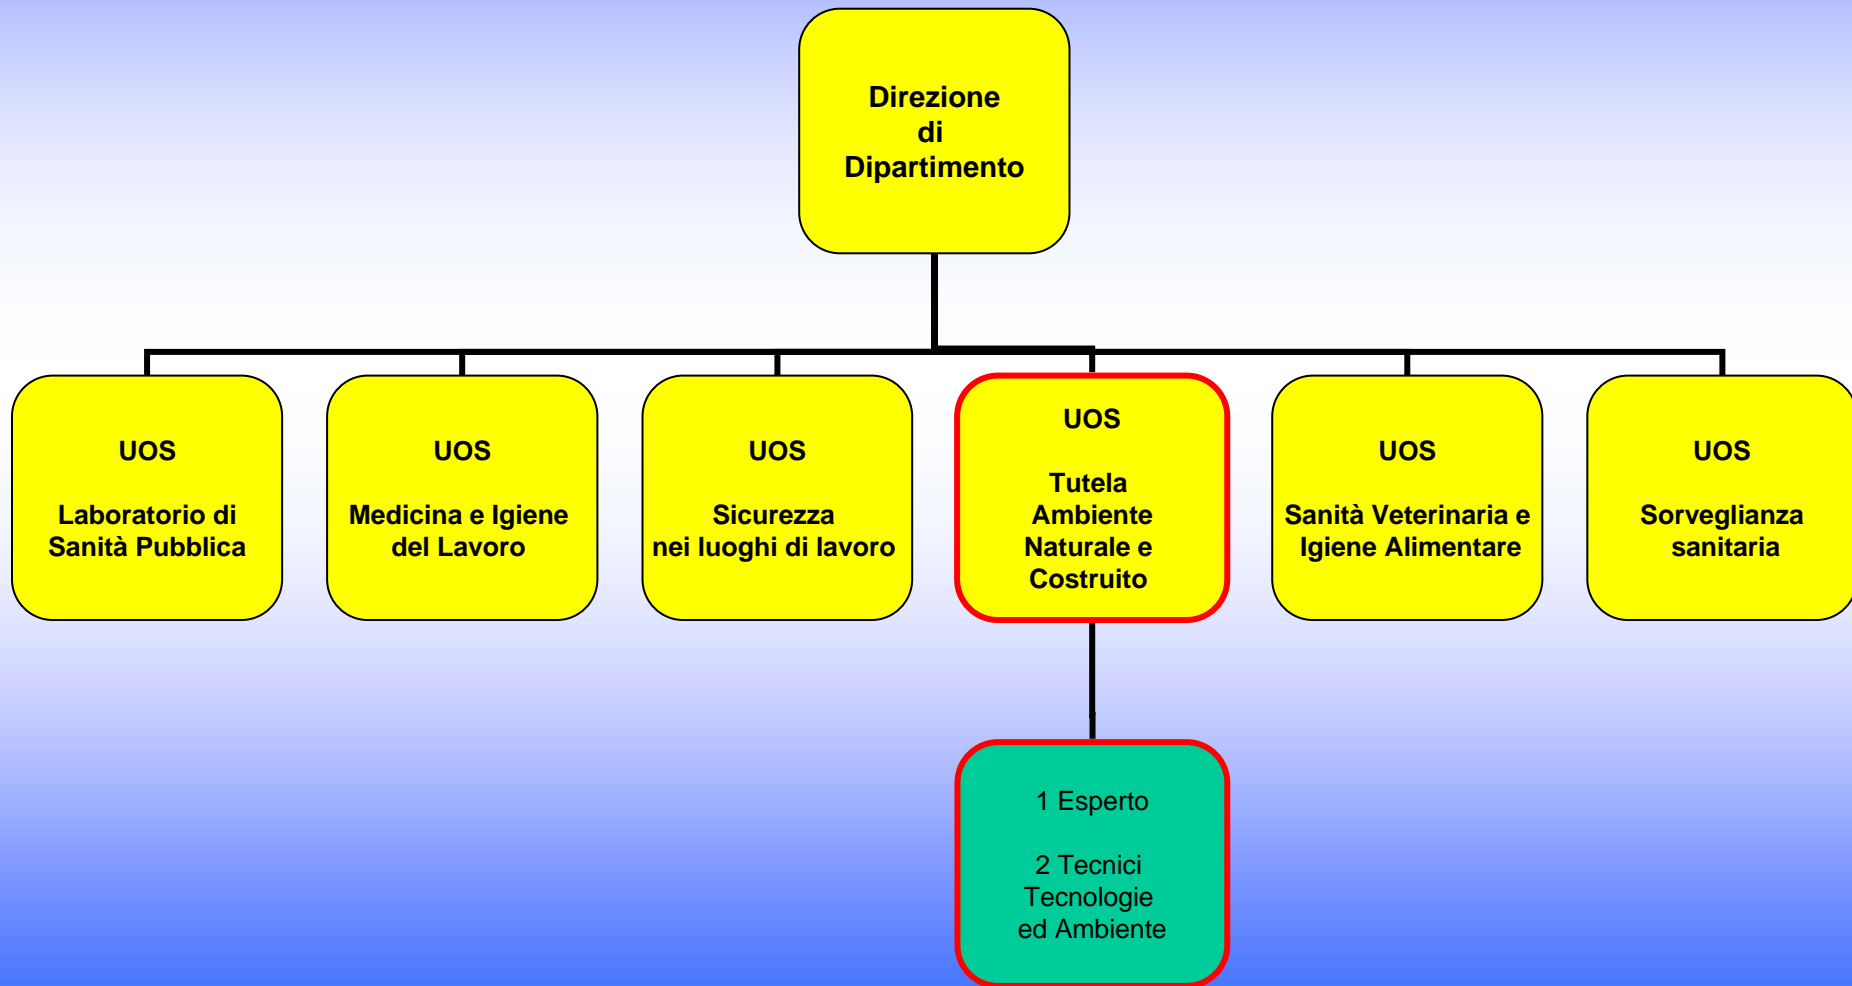 Direzione
di
Dipartimento
UOS
Laboratorio di
Sanità Pubblica
UOS
Medicina e Igiene
del Lavoro
UOS
Sicurezza
nei luoghi di lavoro
UOS
Tutela
Ambiente
Naturale e
Costruito
UOS
Sanità Veterinaria e
Igiene Alimentare
UOS
Sorveglianza
sanitaria
1 Esperto
2 Tecnici
Tecnologie
ed Ambiente